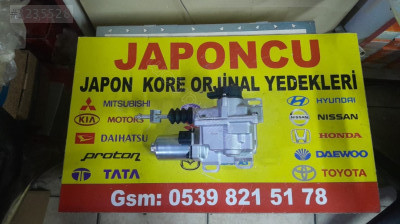 JAPONCU
JAPON KORE ORJİNAL YEDEKLERİ
MITSUBISHI
KIA MOTORS
DAIHATSU
proton
TATA
HYUNDAI
NISSAN
HONDA
DAEWOO
TOYOTA
Gsm: 0539 821 51 78